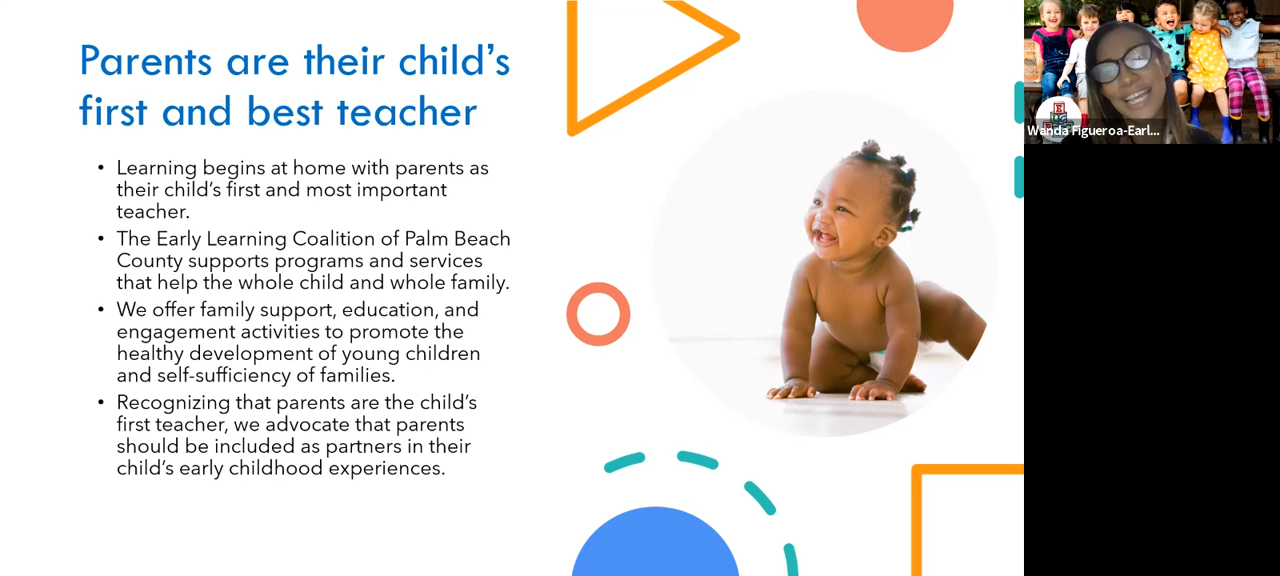 Parents are their child’s
first and best teacher
• Learning begins at home with parents as
their child’s first and most important
teacher.
• The Early Learning Coalition of Palm Beach
County supports programs and services
that help the whole child and whole family.
• We offer family support, education, and
engagement activities to promote the
healthy development of young children
and self-sufficiency of families.
• Recognizing that parents are the child’s
first teacher, we advocate that parents
should be included as partners in their
child’s early childhood experiences.
Wanda Figueroa-Earl...